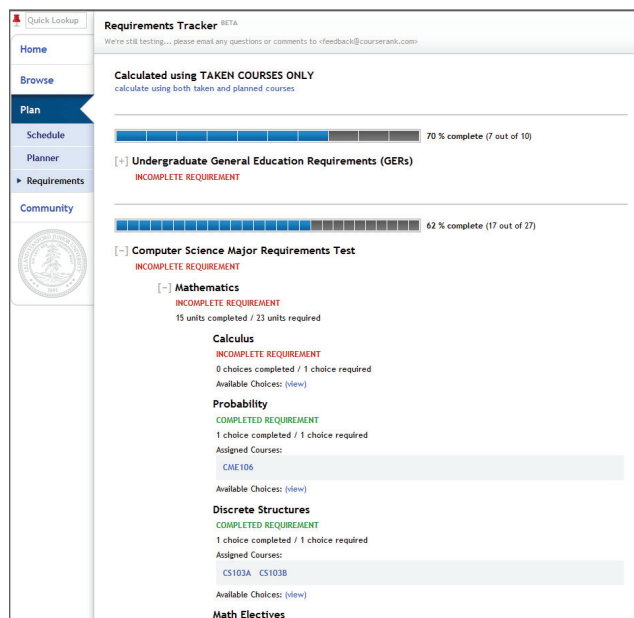 Quick Lookup
Home
Browse
Plan
Schedule
Planner
Requirements
Community
Requirements Tracker BETA
We're still testing... please email any questions or comments to <feedback@courserank.com>
Calculated using TAKEN COURSES ONLY
calculate using both taken and planned courses
70 % complete (7 out of 10)
[+] Undergraduate General Education Requirements (GERs)
INCOMPLETE REQUIREMENT
62 % complete (17 out of 27)
[-] Computer Science Major Requirements Test
INCOMPLETE REQUIREMENT
[-] Mathematics
INCOMPLETE REQUIREMENT
15 units completed / 23 units required
Calculus
INCOMPLETE REQUIREMENT
0 choices completed / 1 choice required
Available Choices: (view)
Probability
COMPLETED REQUIREMENT
1 choice completed / 1 choice required
Assigned Courses:
CME106
Available Choices: (view)
Discrete Structures
COMPLETED REQUIREMENT
1 choice completed / 1 choice required
Assigned Courses:
CS103A CS103B
Available Choices: (view)
Math Electives